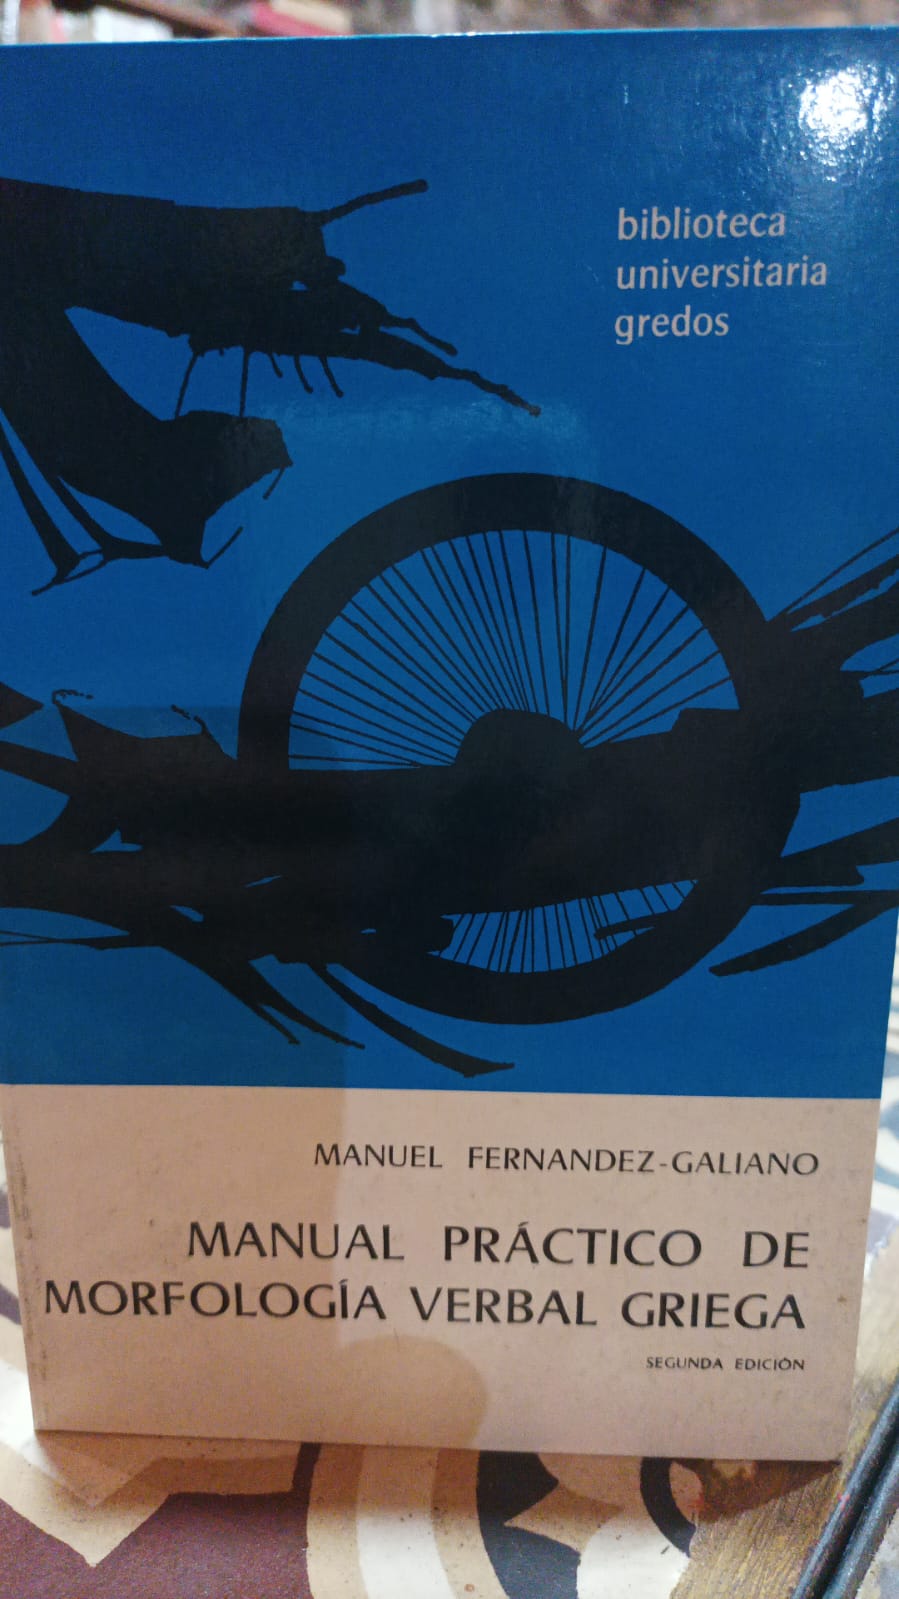 biblioteca
universitaria
gredos
MANUEL FERNANDEZ-GALIANO
MANUAL PRÁCTICO DE
MORFOLOGÍA VERBAL GRIEGA
SEGUNDA EDICIÓN